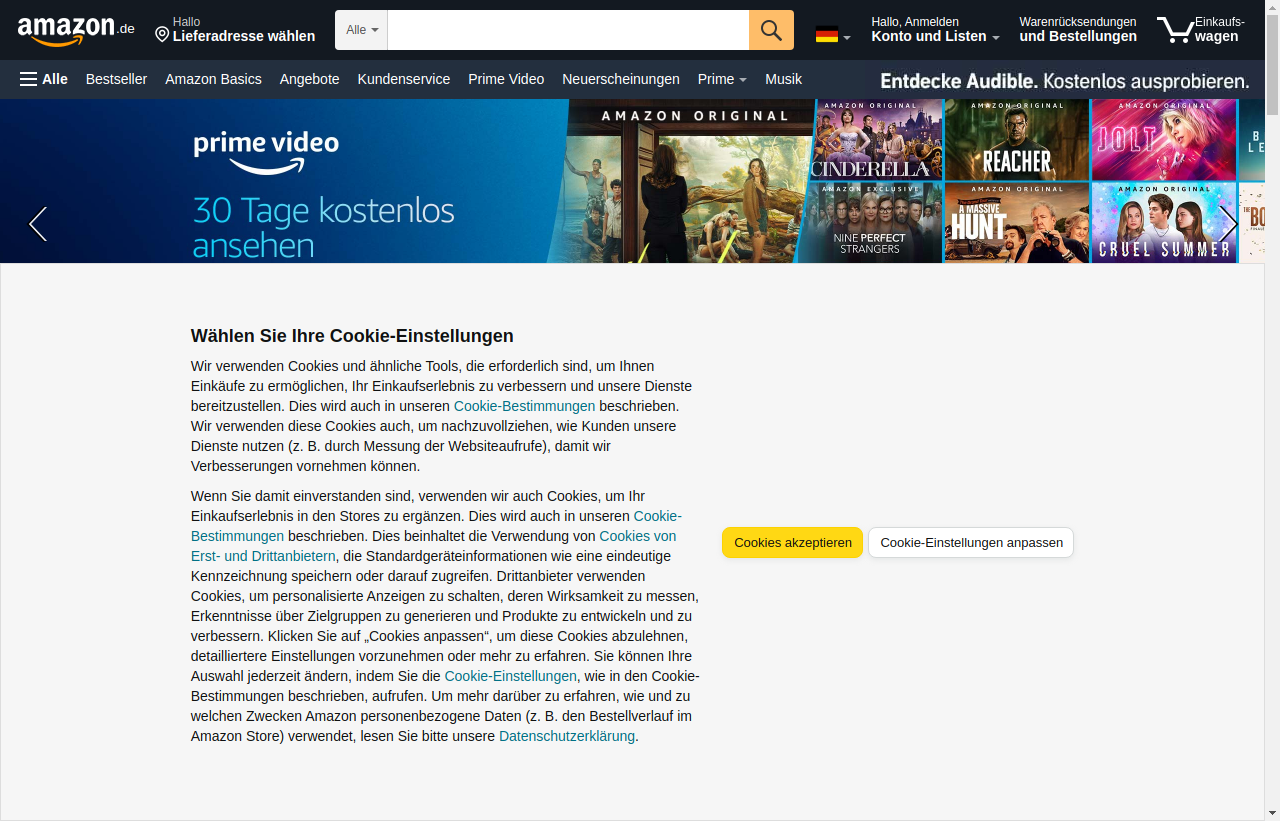 amazon.de
Hallo
Lieferadresse wählen
Alle
Hallo, Anmelden
Konto und Listen
Warenrücksendungen
und Bestellungen
Einkaufs-
wagen
Alle Bestseller Amazon Basics Angebote Kundenservice Prime Video Neuerscheinungen Prime Musik
Entdecke Audible. Kostenlos ausprobieren.
prime video
30 Tage kostenlos
ansehen
AMAZON ORIGINAL
AMAZON ORIGINAL
CINDERELLA
AMAZON ORIGINAL
REACHER
AMAZON ORIGINAL
JOLT
AMAZON EXCLUSIVE
NINE PERFECT
STRANGERS
AMAZON ORIGINAL
A MASSIVE
HUNT
AMAZON ORIGINAL
CRUEL SUMMER
Wählen Sie Ihre Cookie-Einstellungen
Wir verwenden Cookies und ähnliche Tools, die erforderlich sind, um Ihnen
Einkäufe zu ermöglichen, Ihr Einkaufserlebnis zu verbessern und unsere Dienste
bereitzustellen. Dies wird auch in unseren Cookie-Bestimmungen beschrieben.
Wir verwenden diese Cookies auch, um nachzuvollziehen, wie Kunden unsere
Dienste nutzen (z. B. durch Messung der Websiteaufrufe), damit wir
Verbesserungen vornehmen können.
Wenn Sie damit einverstanden sind, verwenden wir auch Cookies, um Ihr
Einkaufserlebnis in den Stores zu ergänzen. Dies wird auch in unseren Cookie-
Bestimmungen beschrieben. Dies beinhaltet die Verwendung von Cookies von
Erst- und Drittanbietern, die Standardgeräteinformationen wie eine eindeutige
Kennzeichnung speichern oder darauf zugreifen. Drittanbieter verwenden
Cookies, um personalisierte Anzeigen zu schalten, deren Wirksamkeit zu messen,
Erkenntnisse über Zielgruppen zu generieren und Produkte zu entwickeln und zu
verbessern. Klicken Sie auf „Cookies anpassen“, um diese Cookies abzulehnen,
detailliertere Einstellungen vorzunehmen oder mehr zu erfahren. Sie können Ihre
Auswahl jederzeit ändern, indem Sie die Cookie-Einstellungen, wie in den Cookie-
Bestimmungen beschrieben, aufrufen. Um mehr darüber zu erfahren, wie und zu
welchen Zwecken Amazon personenbezogene Daten (z. B. den Bestellverlauf im
Amazon Store) verwendet, lesen Sie bitte unsere Datenschutzerklärung.
Cookies akzeptieren
Cookie-Einstellungen anpassen